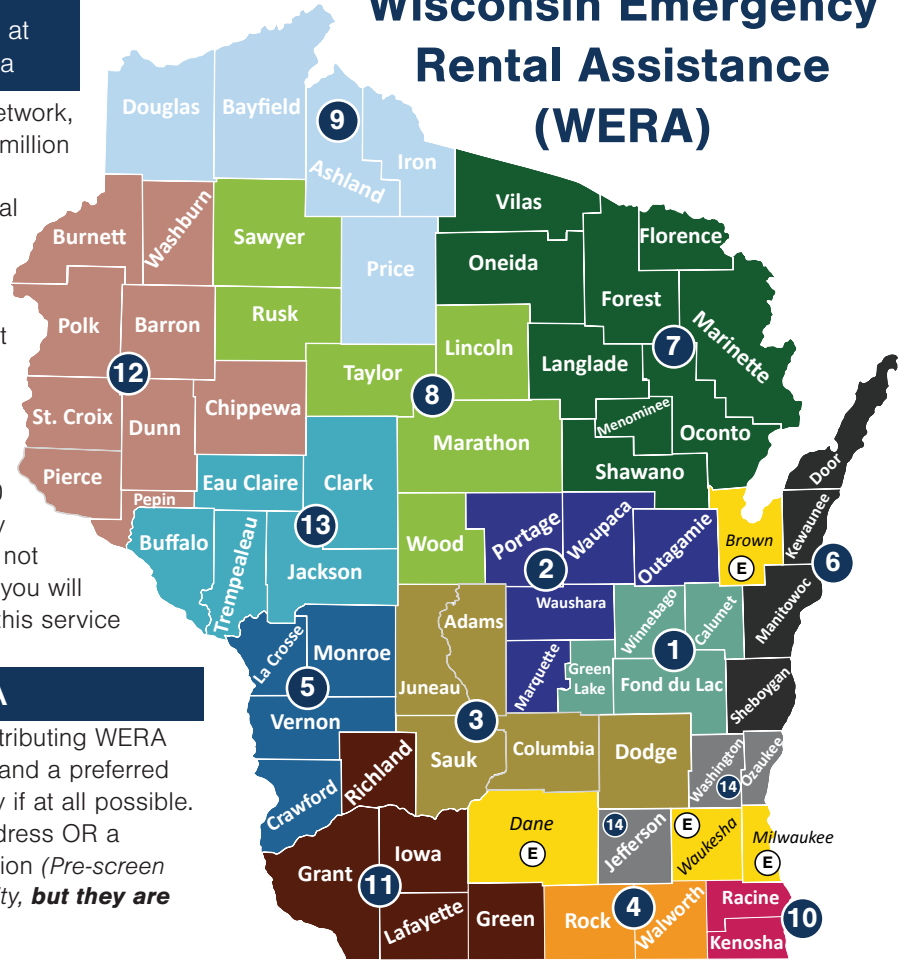 Wisconsin Emergency
Rental Assistance
(WERA)
at
a
etwork,
million
al
t
)
y
not
you will
this service
A
tributing WERA
and a preferred
y if at all possible.
dress OR a
tion (Pre-screen
ity, but they are
Douglas
Bayfield
9
Ashland
Iron
Vilas
Burnett
Washburn
Sawyer
Price
Oneida
Florence
Forest
Polk
Barron
Rusk
Lincoln
Langlade
7
Marinette
12
Taylor
8
St. Croix
Dunn
Chippewa
Marathon
Menominee
Oconto
Shawano
Door
Pierce
Pepin
Eau Claire
Clark
Buffalo
Trempealeau
13
Jackson
Wood
Portage
Waupaca
2
Outagamie
Brown
E
Kewaunee
6
Manitowoc
Waushara
Winnebago
Calumet
1
Adams
Juneau
La Crosse
Monroe
5
Vernon
Marquette
Green
Lake
Fond du Lac
Sheboygan
3
Sauk
Columbia
Dodge
Washington
14
Ozaukee
Crawford
Richland
Dane
E
14
Jefferson
E
Waukesha
Milwaukee
E
Grant
Iowa
11
Lafayette
Green
Rock
4
Walworth
Racine
10
Kenosha